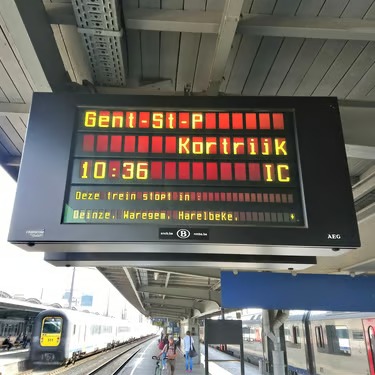 Gent-St-P
Kortrijk
10:36 IC
Deze trein stopt in :
Deinze, Waregem, Harelbeke,
B
AEG